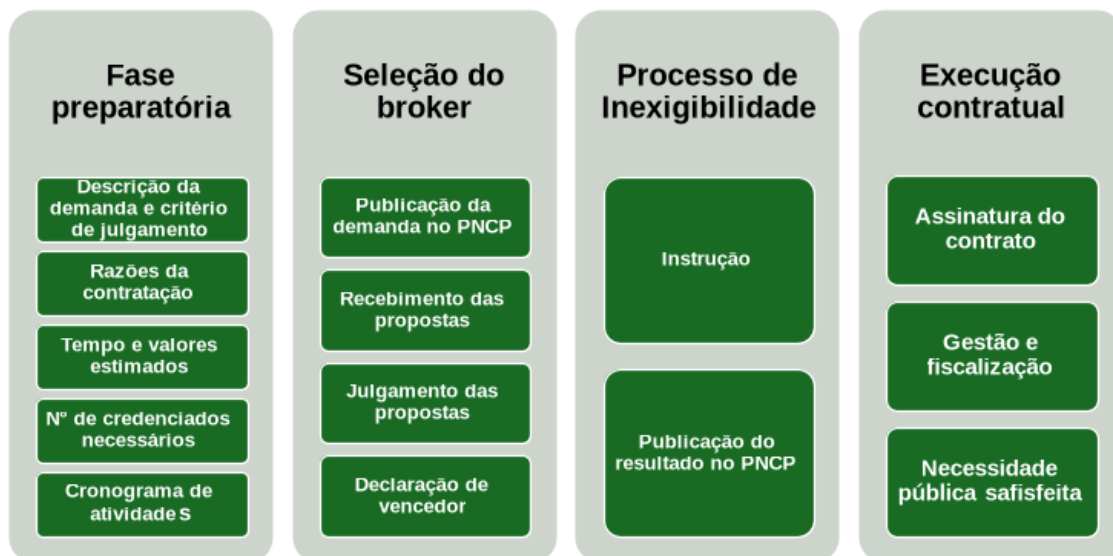 Fase
preparatória
Descrição da
demanda e critério
de julgamento
Razões da
contratação
Tempo e valores
estimados
N° de credenciados
necessários
Cronograma de
atividades
Seleção do
broker
Publicação da
demanda no PNCP
Recebimento das
propostas
Julgamento das
propostas
Declaração de
vencedor
Processo de
Inexigibilidade
Instrução
Publicação do
resultado no PNCP
Execução
contratual
Assinatura do
contrato
Gestão e
fiscalização
Necessidade
pública safisfeita